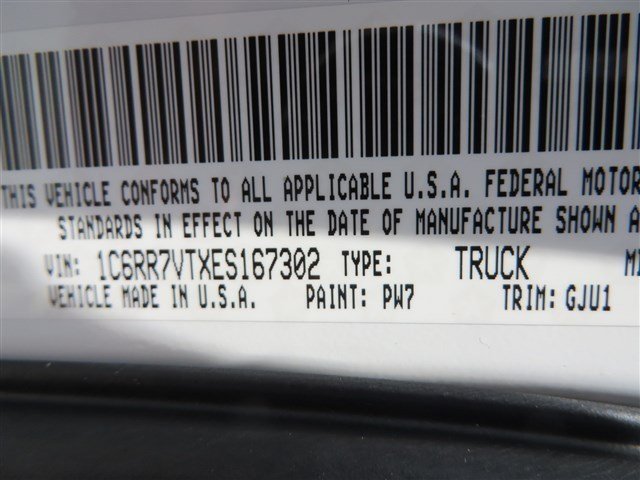 THIS VEHICLE CONFORMS TO ALL APPLICABLE U.S.A. FEDERAL MOTOR
STANDARDS IN EFFECT ON THE DATE OF MANUFACTURE SHOWN A
VIN: 1C6RR7VTXES167302 TYPE: TRUCK
VEHICLE MADE IN U.S.A. PAINT: PW7 TRIM: GJU1